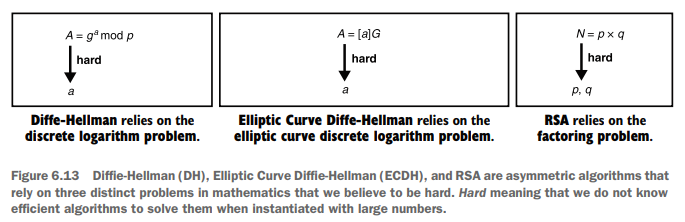 A = gᵃ mod p
hard
a
Diffe-Hellman relies on the
discrete logarithm problem.
A = [a]G
hard
a
Elliptic Curve Diffe-Hellman relies on the
elliptic curve discrete logarithm problem.
N = p × q
hard
p, q
RSA relies on the
factoring problem.
Figure 6.13 Diffie-Hellman (DH), Elliptic Curve Diffie-Hellman (ECDH), and RSA are asymmetric algorithms that
rely on three distinct problems in mathematics that we believe to be hard. Hard meaning that we do not know
efficient algorithms to solve them when instantiated with large numbers.